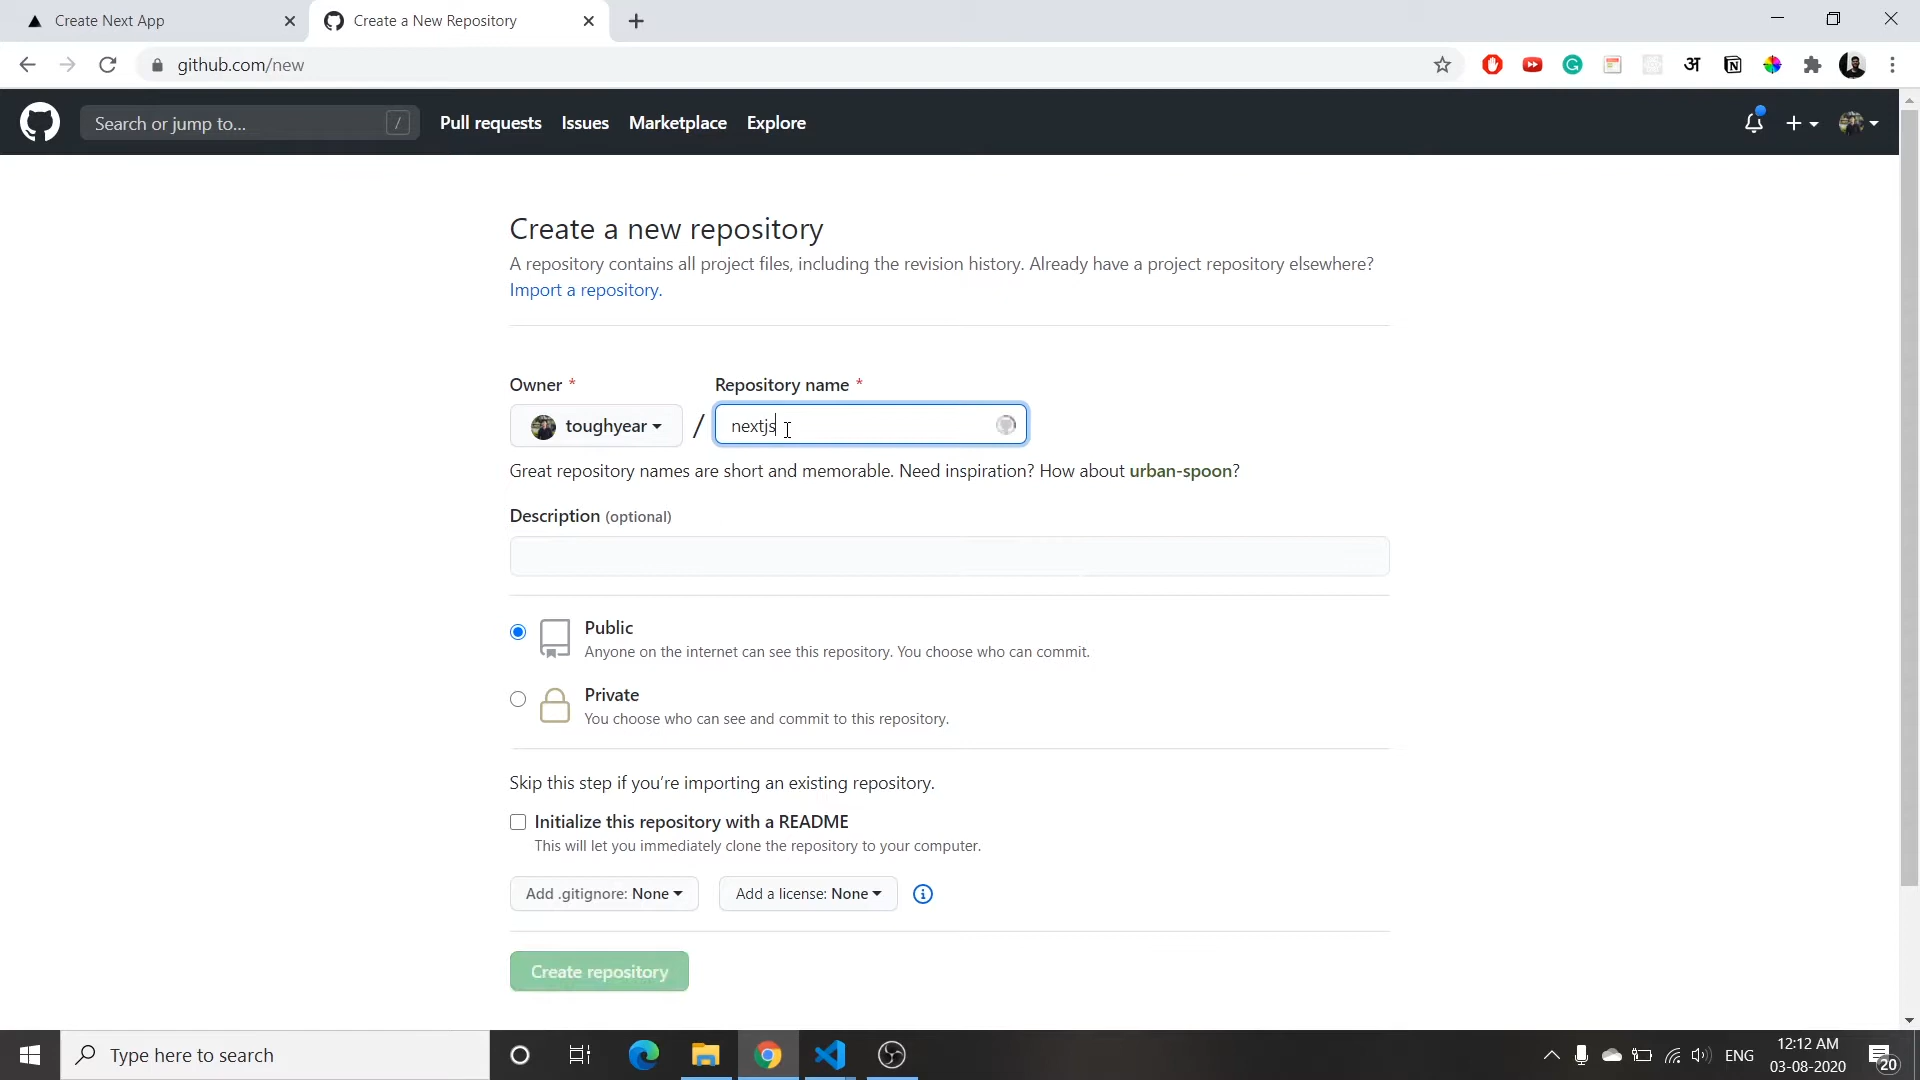 Create Next App
Create a New Repository
github.com/new
अ
Search or jump to...
/
Pull requests
Issues
Marketplace
Explore
Create a new repository
A repository contains all project files, including the revision history. Already have a project repository elsewhere?
Import a repository.
Owner *
Repository name *
toughyear
/
nextjs
Great repository names are short and memorable. Need inspiration? How about urban-spoon?
Description (optional)
Public
Anyone on the internet can see this repository. You choose who can commit.
Private
You choose who can see and commit to this repository.
Skip this step if you're importing an existing repository.
Initialize this repository with a README
This will let you immediately clone the repository to your computer.
Add .gitignore: None
Add a license: None
Create repository
Type here to search
ENG
12:12 AM
03-08-2020
20